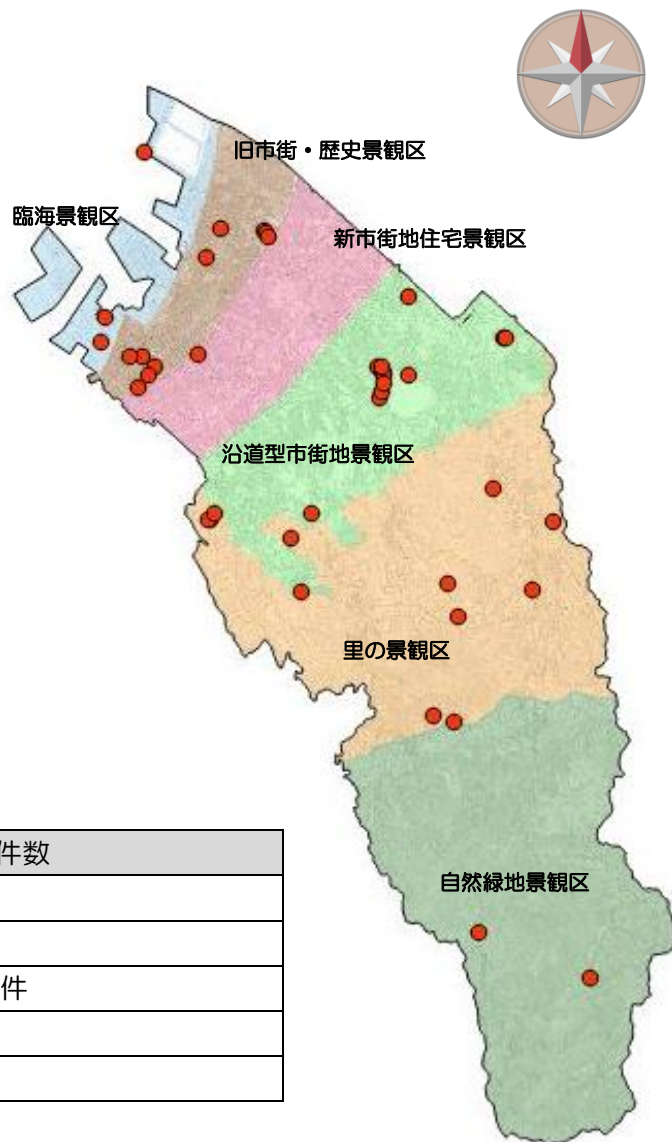 旧市街・歴史景観区
臨海景観区
新市街地住宅景観区
沿道型市街地景観区
里の景観区
自然緑地景観区
件数
件